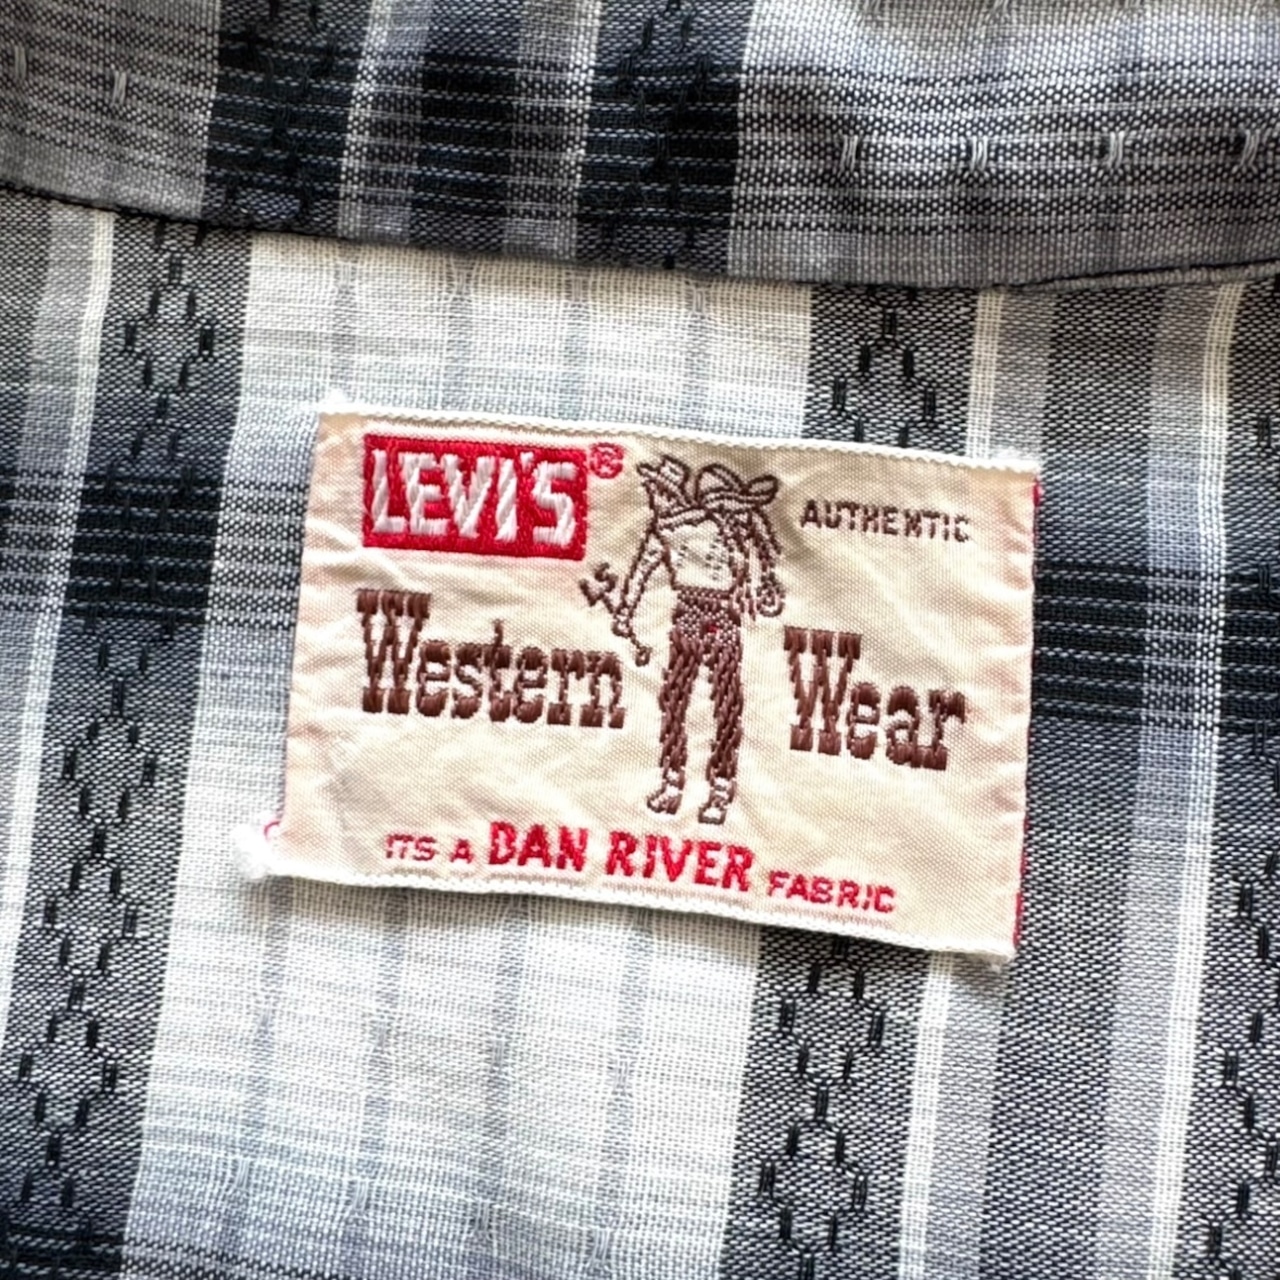 LEVI'S®
AUTHENTIC
Western Wear
ITS A DAN RIVER FABRIC